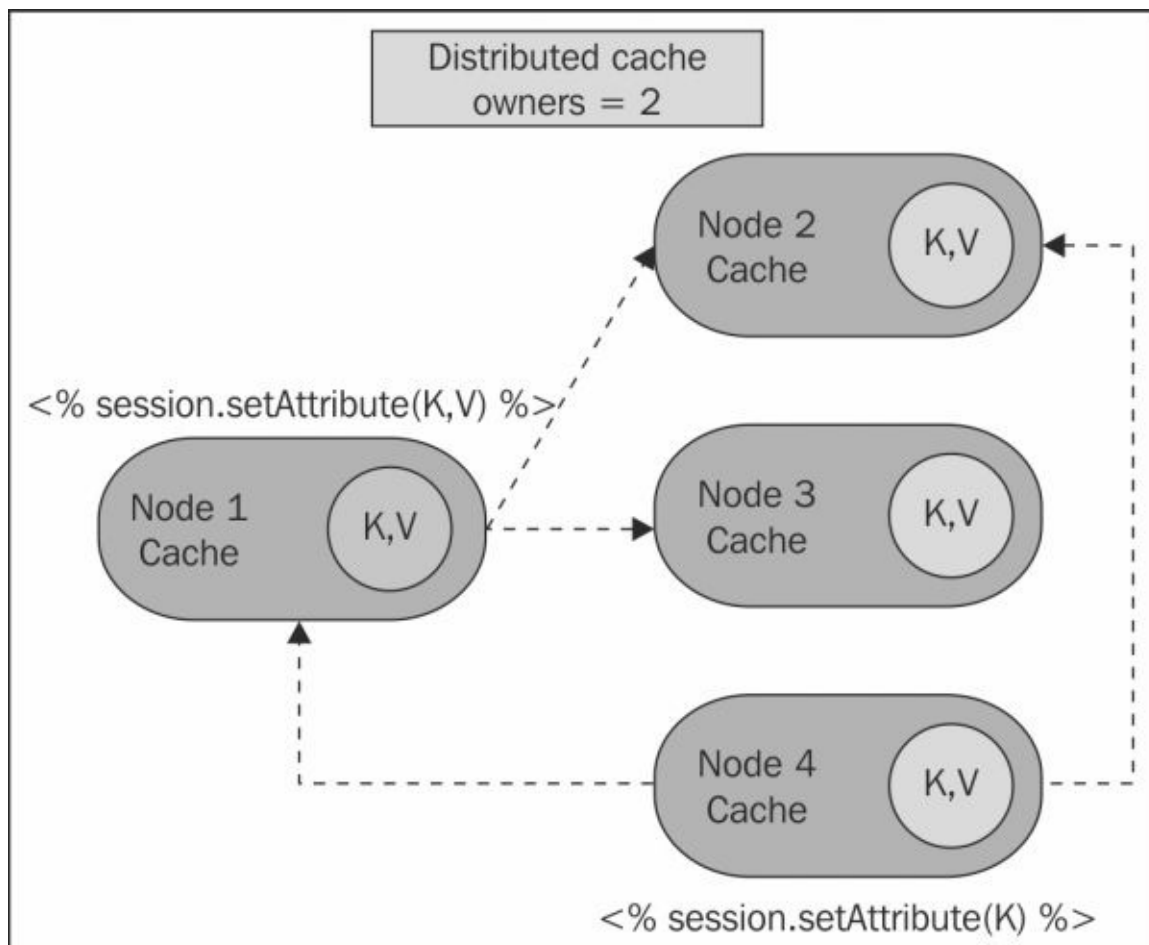 Distributed cache
owners = 2
Node 2
Cache
K,V
<% session.setAttribute(K,V) %>
Node 1
Cache
K,V
Node 3
Cache
K,V
Node 4
Cache
K,V
<% session.setAttribute(K) %>